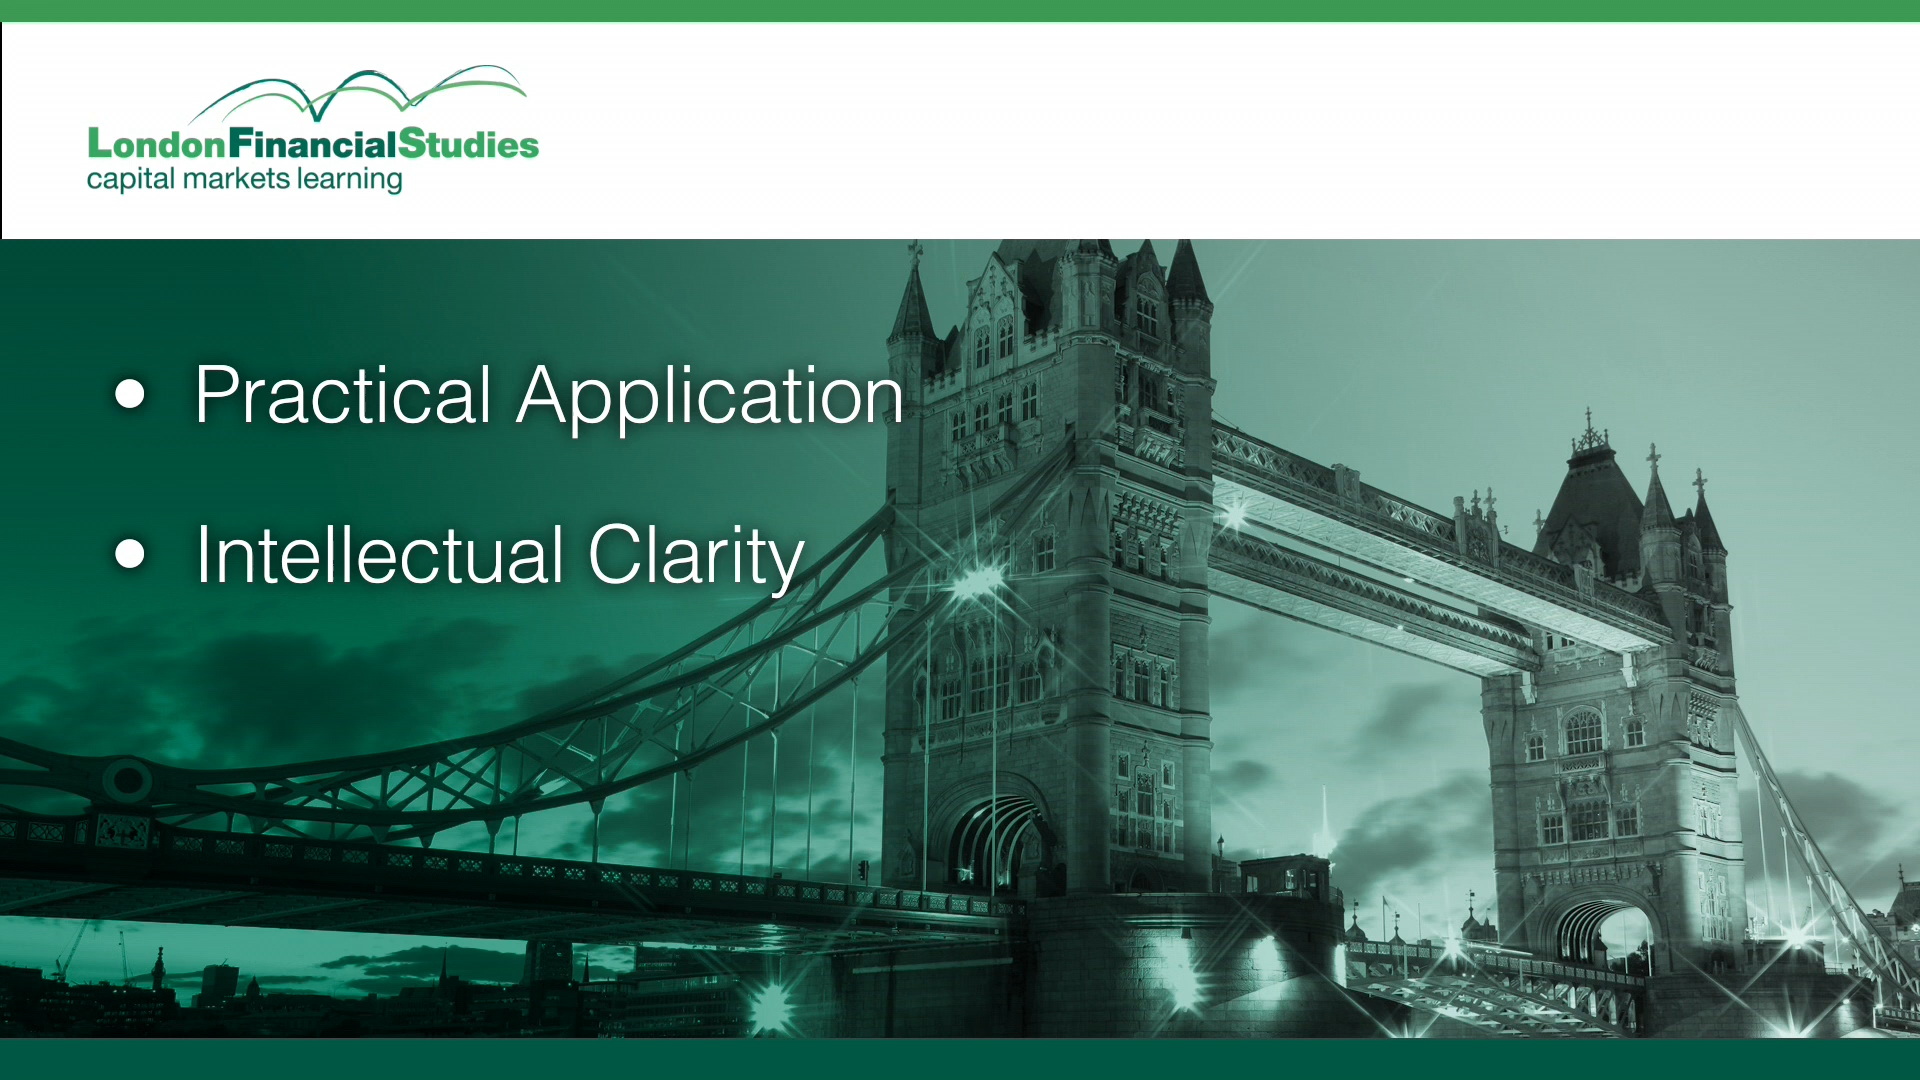 LondonFinancialStudies
capital markets learning
• Practical Application
• Intellectual Clarity